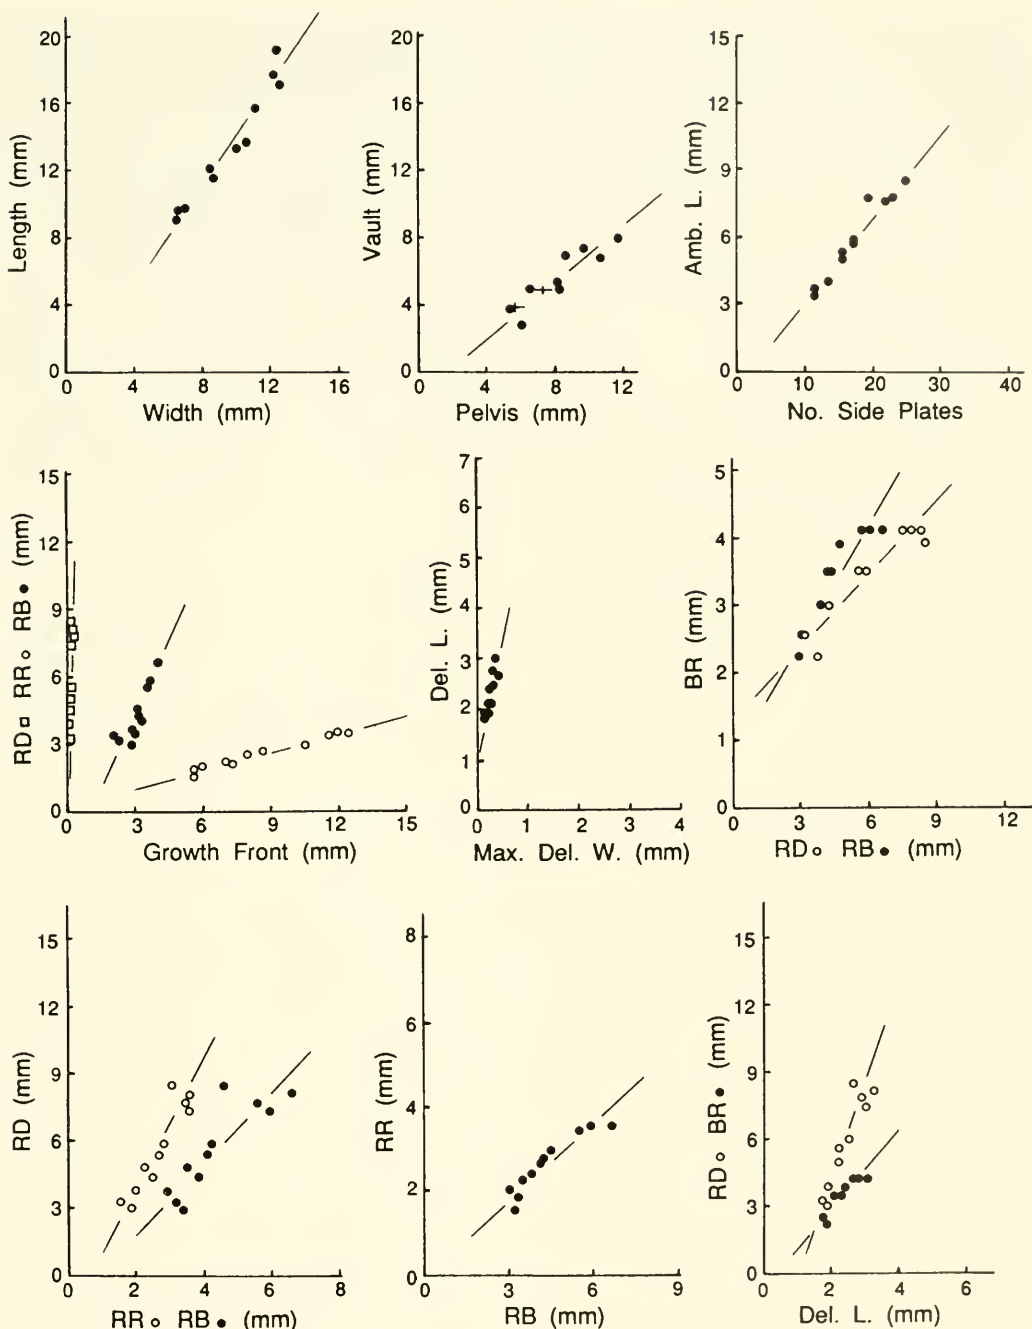 20
16
12
8
4
0
Length (mm)
0 4 8 12 16
Width (mm)
20
16
12
8
4
0
Vault (mm)
0 4 8 12
Pelvis (mm)
15
12
9
6
3
0
Amb. L. (mm)
0 10 20 30 40
No. Side Plates
15
12
9
6
3
0
RD□ RR○ RB● (mm)
0 3 6 9 12 15
Growth Front (mm)
7
6
5
4
3
2
1
0
Del. L. (mm)
0 1 2 3 4
Max. Del. W. (mm)
5
4
3
2
1
0
BR (mm)
0 3 6 9 12
RD○ RB● (mm)
15
12
9
6
3
0
RD (mm)
0 2 4 6 8
RR○ RB● (mm)
8
6
4
2
0
RR (mm)
0 3 6 9
RB (mm)
15
12
9
6
3
0
RD○ BR● (mm)
0 2 4 6
Del. L. (mm)